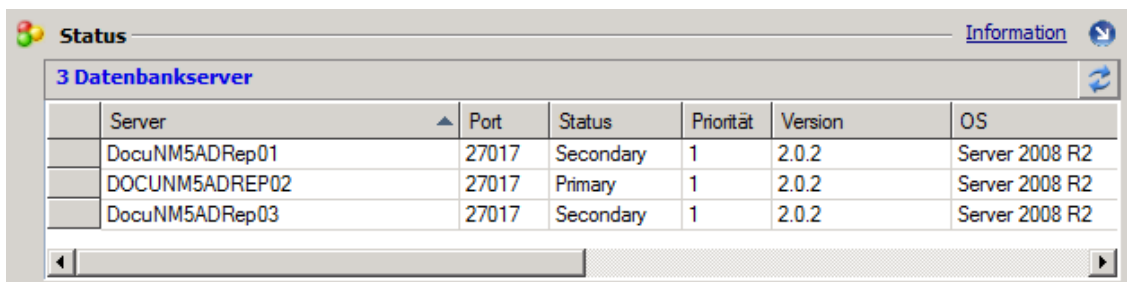 Status Information
3 Datenbankserver
Server Port Status Priorität Version OS
DocuNM5ADRep01 27017 Secondary 1 2.0.2 Server 2008 R2
DOCUNM5ADREP02 27017 Primary 1 2.0.2 Server 2008 R2
DocuNM5ADRep03 27017 Secondary 1 2.0.2 Server 2008 R2